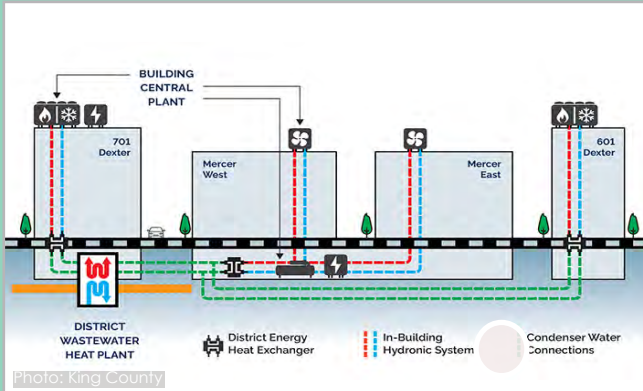 BUILDING
CENTRAL
PLANT
701
Dexter
Mercer
West
Mercer
East
601
Dexter
DISTRICT
WASTEWATER
HEAT PLANT
District Energy
Heat Exchanger
In-Building
Hydronic System
Condenser Water
Connections
Photo: King County